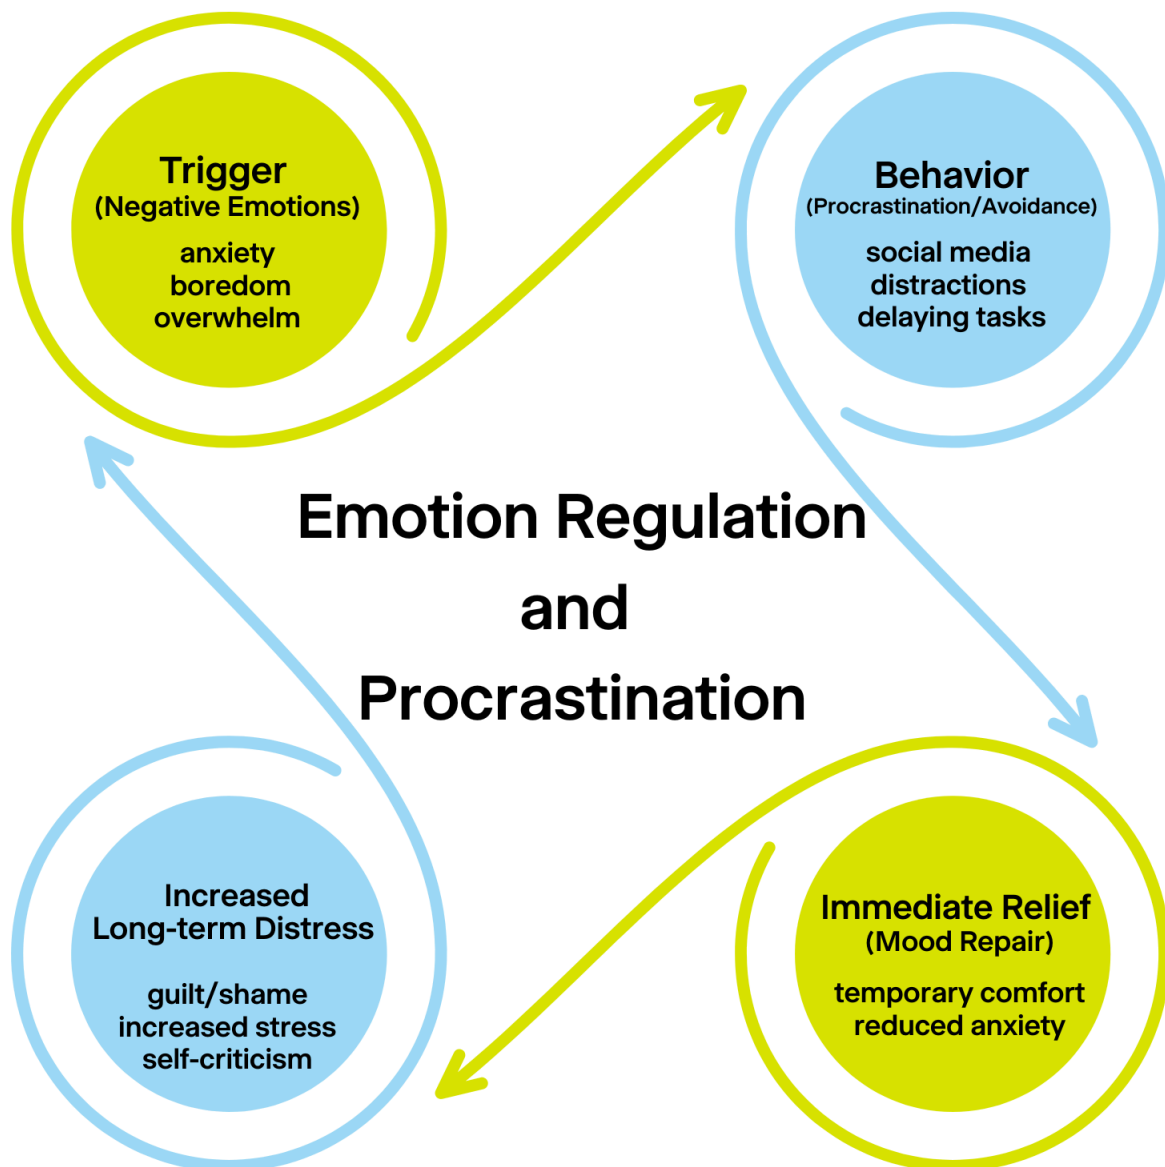 Trigger
(Negative Emotions)
anxiety
boredom
overwhelm
Behavior
(Procrastination/Avoidance)
social media
distractions
delaying tasks
Emotion Regulation
and
Procrastination
Increased
Long-term Distress
guilt/shame
increased stress
self-criticism
Immediate Relief
(Mood Repair)
temporary comfort
reduced anxiety